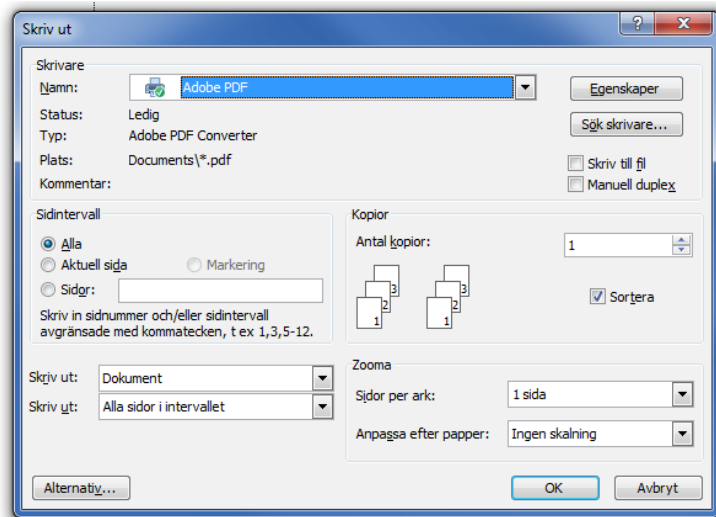 Skriv ut
Skrivare
Namn: Adobe PDF
Egenskaper
Status: Ledig
Sök skrivare...
Typ: Adobe PDF Converter
Plats: Documents\*.pdf
Skriv till fil
Kommentar:
Manuell duplex
Sidintervall
Alla
Aktuell sida Markering
Sidor:
Skriv in sidnummer och/eller sidintervall
avgränsade med kommatecken, t ex 1,3,5-12.
Kopior
Antal kopior: 1
3 3
2 2
1 1
Sortera
Skriv ut: Dokument
Skriv ut: Alla sidor i intervallet
Zooma
Sidor per ark: 1 sida
Anpassa efter papper: Ingen skalning
Alternativ... OK Avbryt